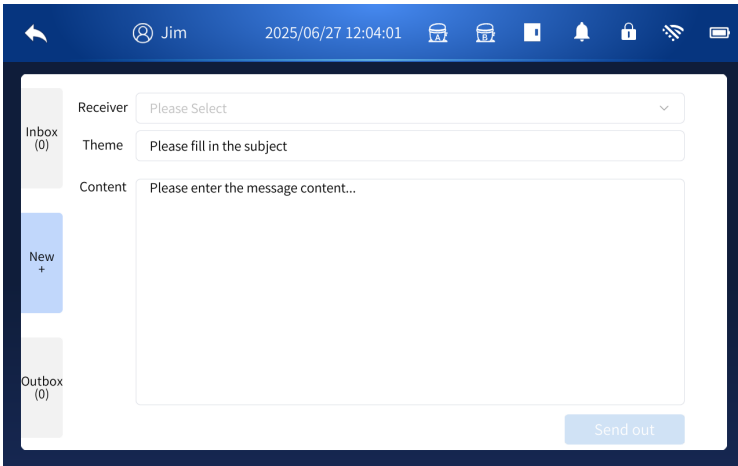 Jim
2025/06/27 12:04:01
A
B
Receiver
Please Select
Inbox
(0)
Theme
Please fill in the subject
Content
Please enter the message content...
New
+
Outbox
(0)
Send out